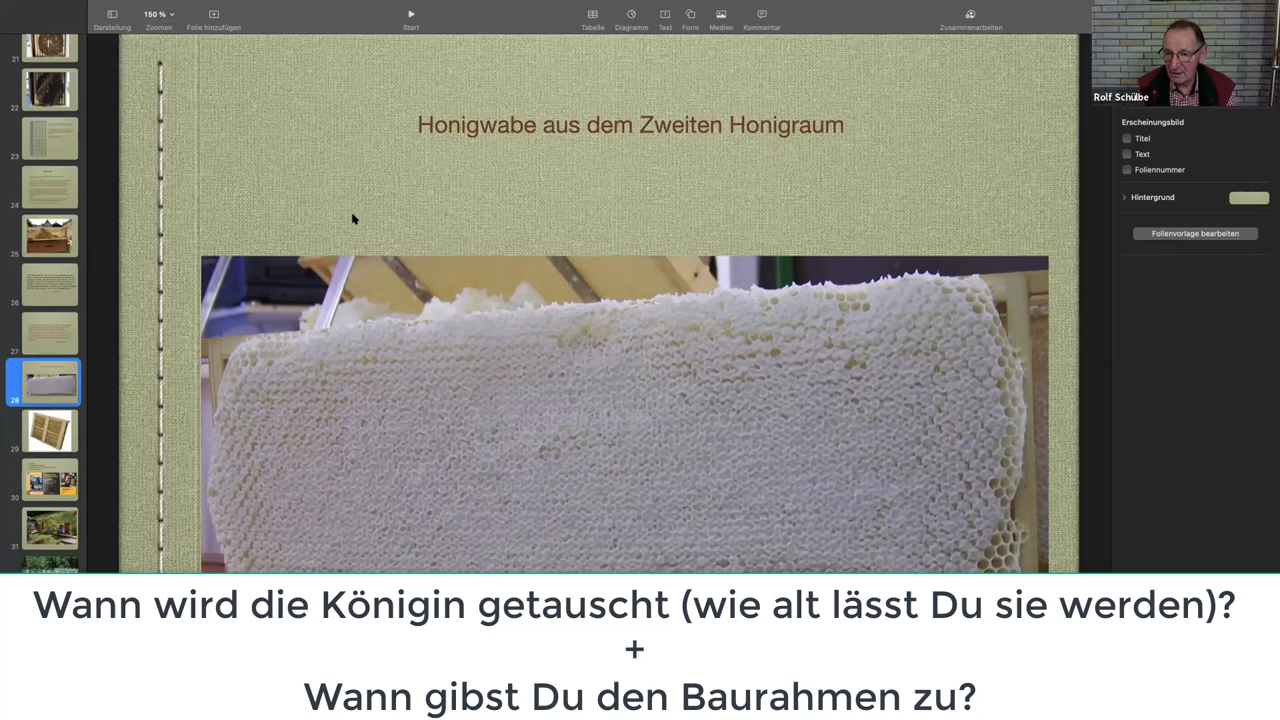 150 %
Darstellung Zoomen Folie hinzufügen Start Tabelle Diagramm Text Form Medien Kommentar Zusammenarbeiten
Rolf Schülbe
Erscheinungsbild
Titel
Text
Foliennummer
Hintergrund
Folienvorlage bearbeiten
21
22
23
24
25
26
27
28
29
30
31
Honigwabe aus dem Zweiten Honigraum
Wann wird die Königin getauscht (wie alt lässt Du sie werden)?
+
Wann gibst Du den Baurahmen zu?